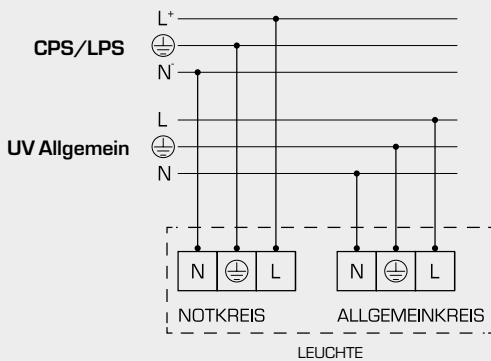 L+
CPS/LPS
N-
L
UV Allgemein
N
N L N L
NOTKREIS ALLGEMEINKREIS
LEUCHTE